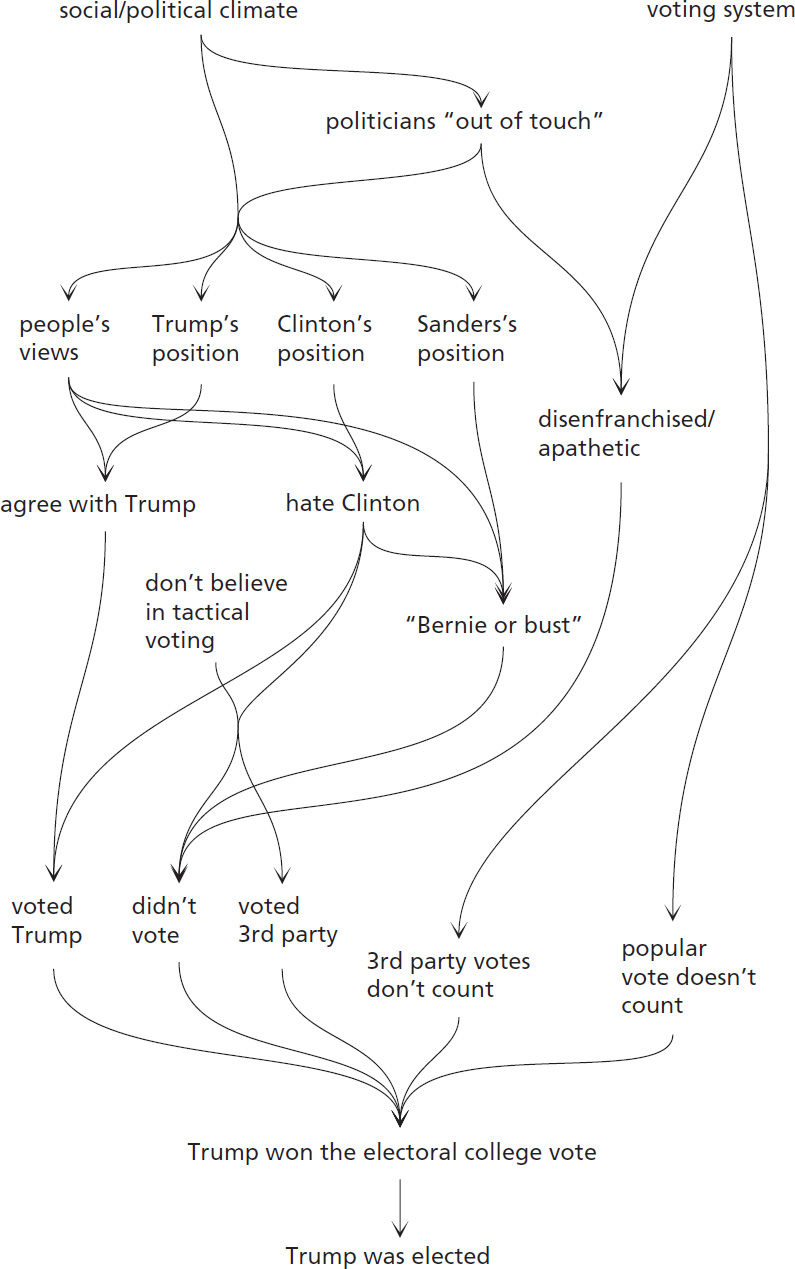 social/political climate
voting system
politicians “out of touch”
people’s
views
Trump’s
position
Clinton’s
position
Sanders’s
position
disenfranchised/
apathetic
agree with Trump
hate Clinton
don’t believe
in tactical
voting
“Bernie or bust”
voted
Trump
didn’t
vote
voted
3rd party
3rd party votes
don’t count
popular
vote doesn’t
count
Trump won the electoral college vote
Trump was elected